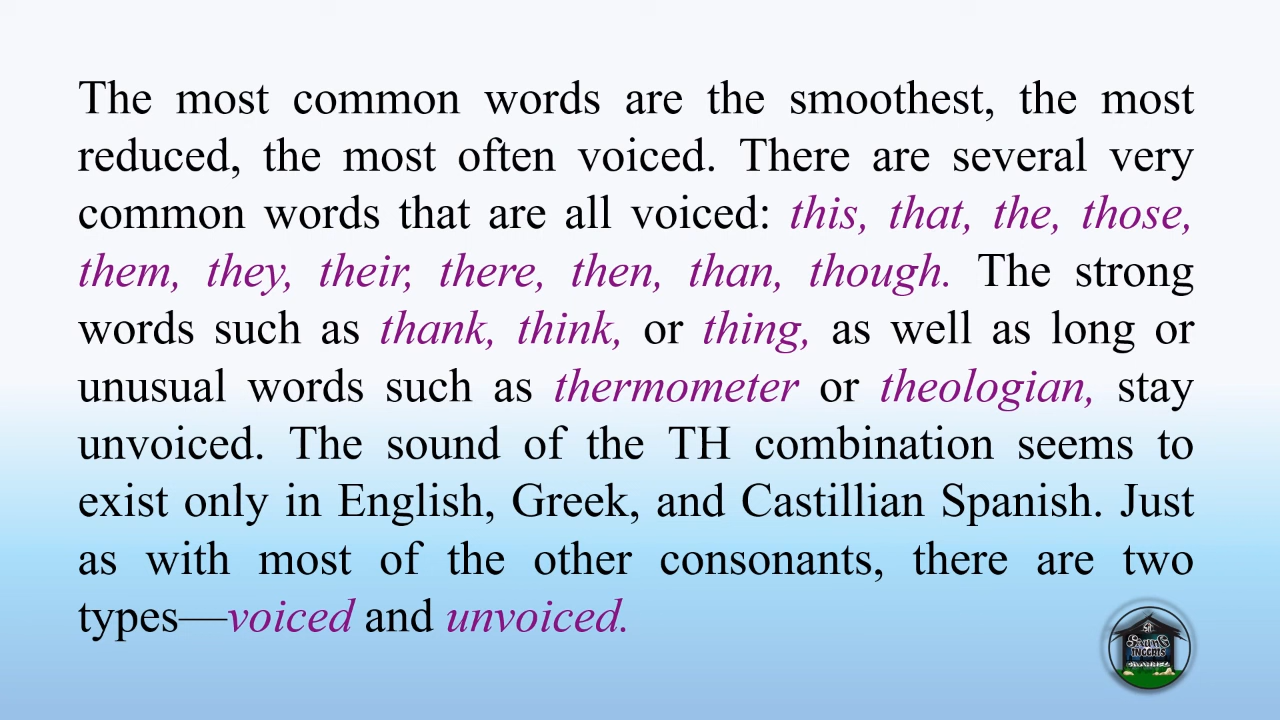 The most common words are the smoothest, the most
reduced, the most often voiced. There are several very
common words that are all voiced: this, that, the, those,
them, they, their, there, then, than, though. The strong
words such as thank, think, or thing, as well as long or
unusual words such as thermometer or theologian, stay
unvoiced. The sound of the TH combination seems to
exist only in English, Greek, and Castillian Spanish. Just
as with most of the other consonants, there are two
types—voiced and unvoiced.
INGGRIS